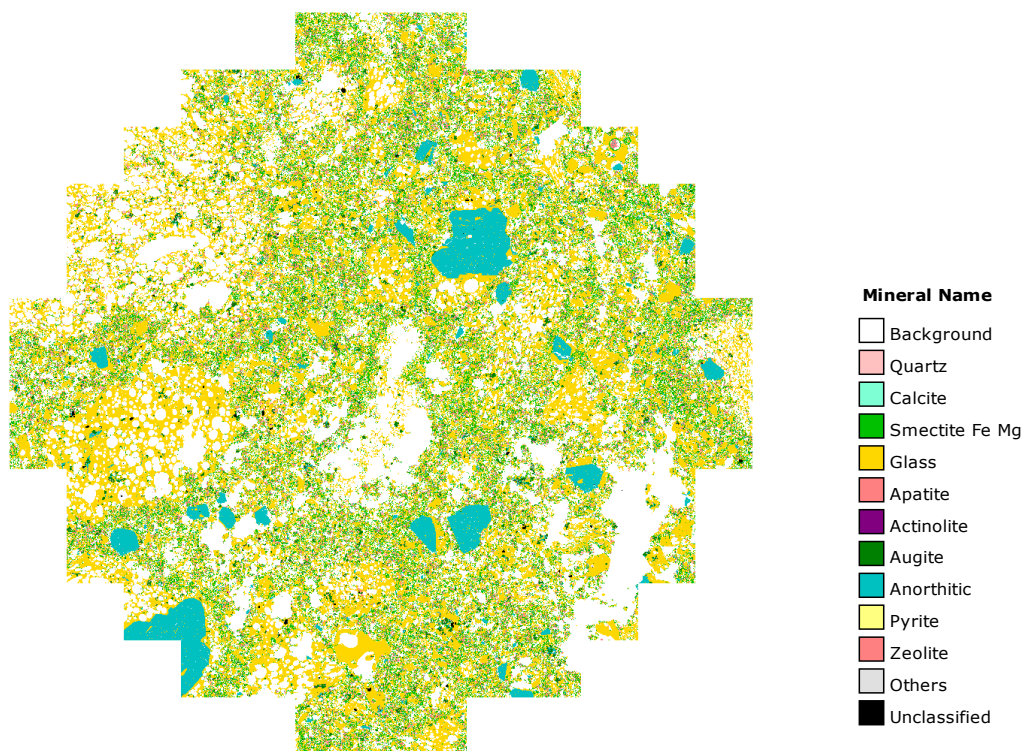 Mineral Name
Background
Quartz
Calcite
Smectite Fe Mg
Glass
Apatite
Actinolite
Augite
Anorthitic
Pyrite
Zeolite
Others
Unclassified